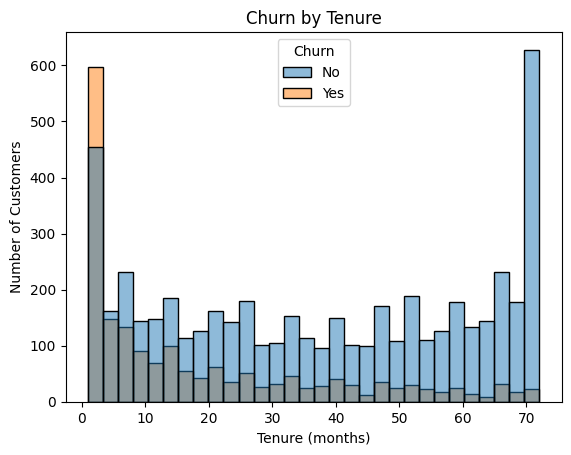 Churn by Tenure
Churn
No
Yes
Number of Customers
600
500
400
300
200
100
0
0 10 20 30 40 50 60 70
Tenure (months)